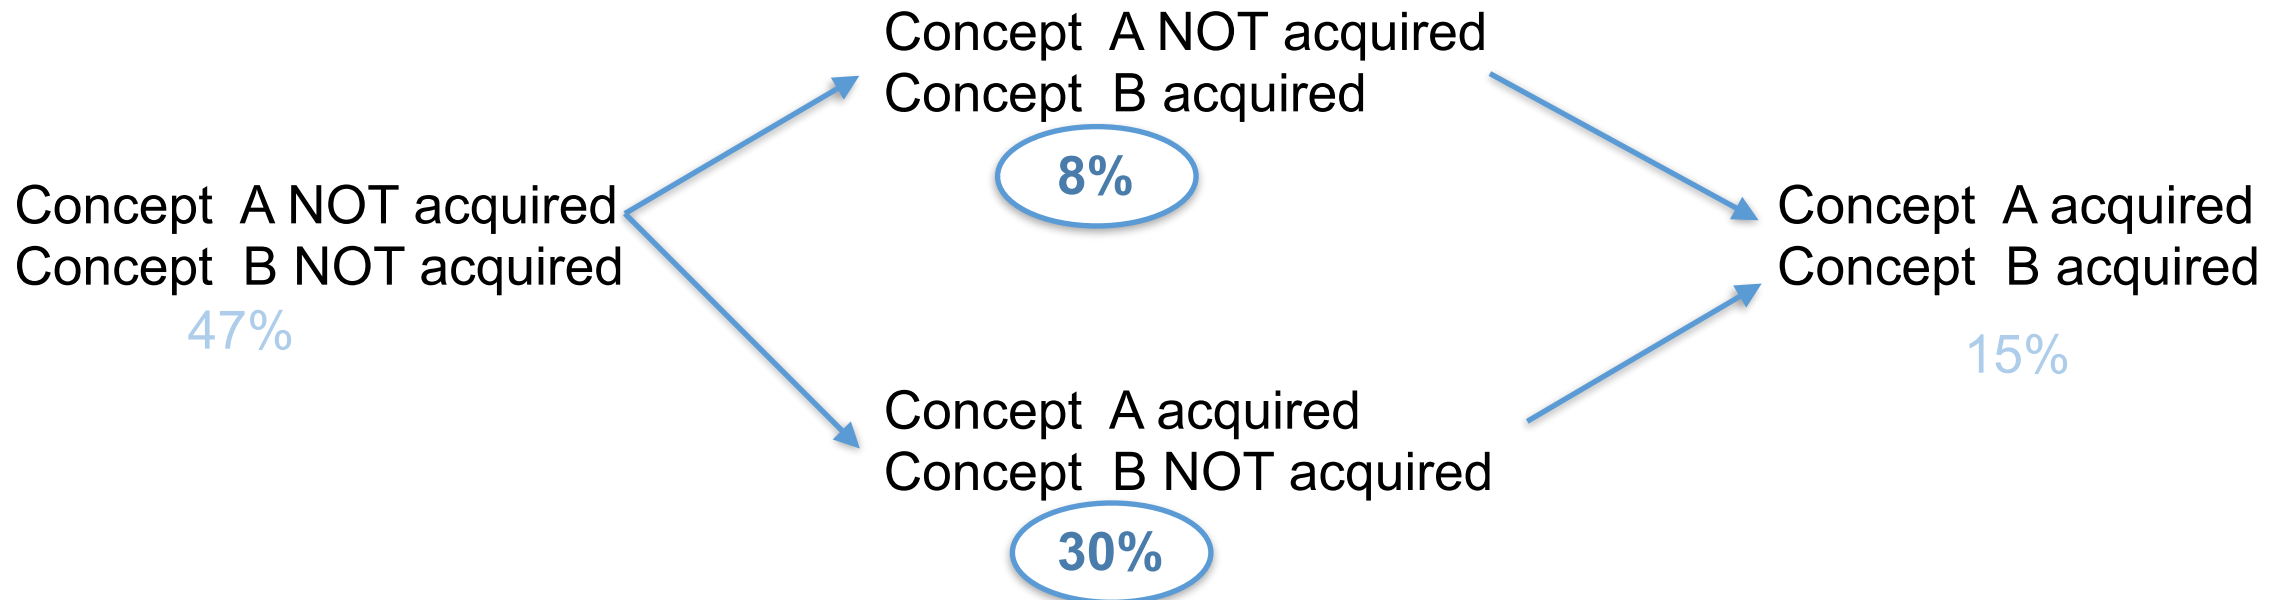 Concept A NOT acquired
Concept B acquired
8%
Concept A NOT acquired
Concept B NOT acquired
47%
Concept A acquired
Concept B acquired
15%
Concept A acquired
Concept B NOT acquired
30%